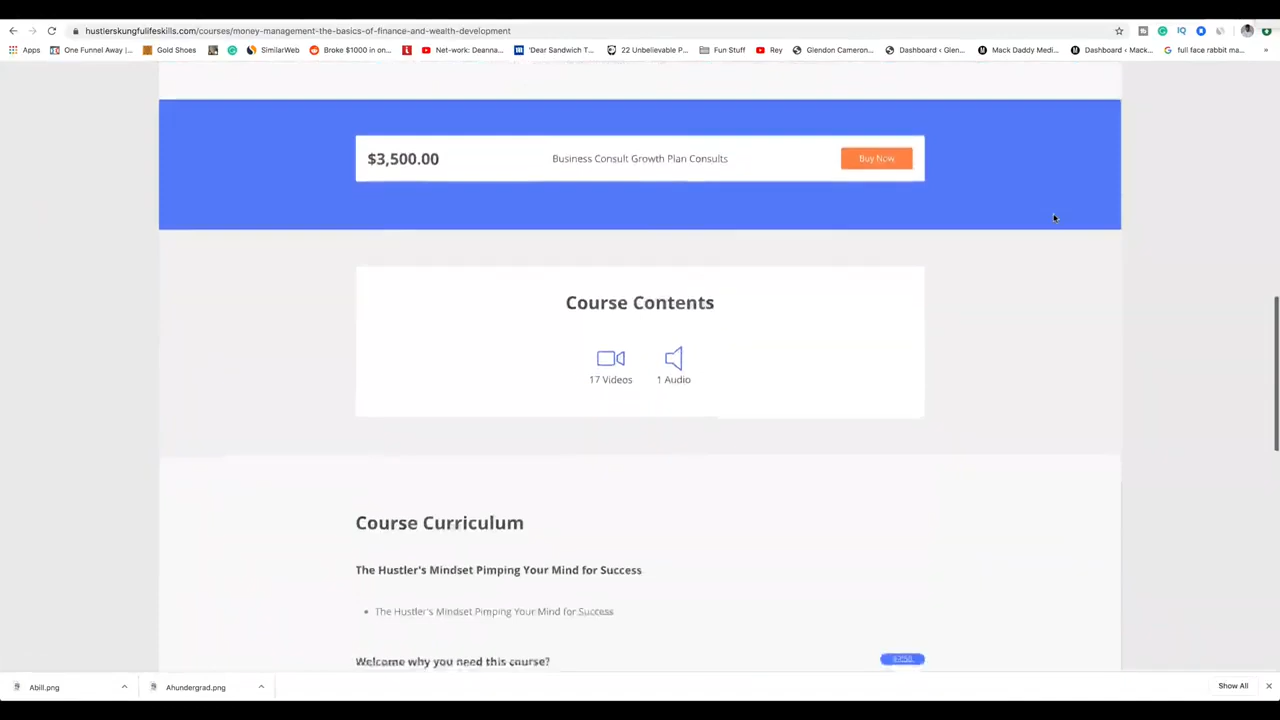 hustlerskungfulifeskills.com/courses/money-management-the-basics-of-finance-and-wealth-development
Apps
One Funnel Away |...
Gold Shoes
SimilarWeb
Broke $1000 in on...
Net-work: Deanna...
'Dear Sandwich T...
22 Unbelievable P...
Fun Stuff
Rey
Glendon Cameron...
Dashboard ‹ Glen...
Mack Daddy Medi...
Dashboard ‹ Mack...
full face rabbit ma...
»
$3,500.00
Business Consult Growth Plan Consults
Buy Now
Course Contents
17 Videos
1 Audio
Course Curriculum
The Hustler's Mindset Pimping Your Mind for Success
• The Hustler's Mindset Pimping Your Mind for Success
Welcome why you need this course?
Abill.png
Ahundergrad.png
Show All